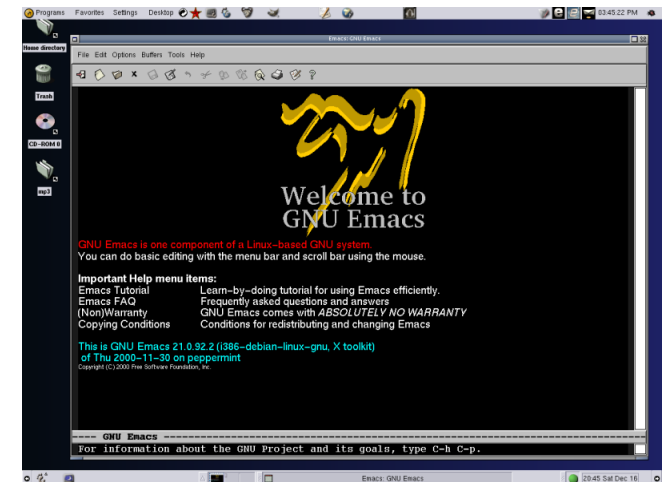 Programs Favorites Settings Desktop 03:45:22 PM
Home directory
Emacs: GNU Emacs
File Edit Options Buffers Tools Help
Trash
CD-ROM 0
mp3
Welcome to
GNU Emacs
GNU Emacs is one component of a Linux-based GNU system.
You can do basic editing with the menu bar and scroll bar using the mouse.
Important Help menu items:
Emacs Tutorial Learn-by-doing tutorial for using Emacs efficiently.
Emacs FAQ Frequently asked questions and answers
(Non)Warranty GNU Emacs comes with ABSOLUTELY NO WARRANTY
Copying Conditions Conditions for redistributing and changing Emacs
This is GNU Emacs 21.0.92.2 (i386-debian-linux-gnu, X toolkit)
of Thu 2000-11-30 on peppermint
Copyright (C) 2000 Free Software Foundation, Inc.
---- GNU Emacs ----
For information about the GNU Project and its goals, type C-h C-p.
Emacs: GNU Emacs 28:45 Sat Dec 16